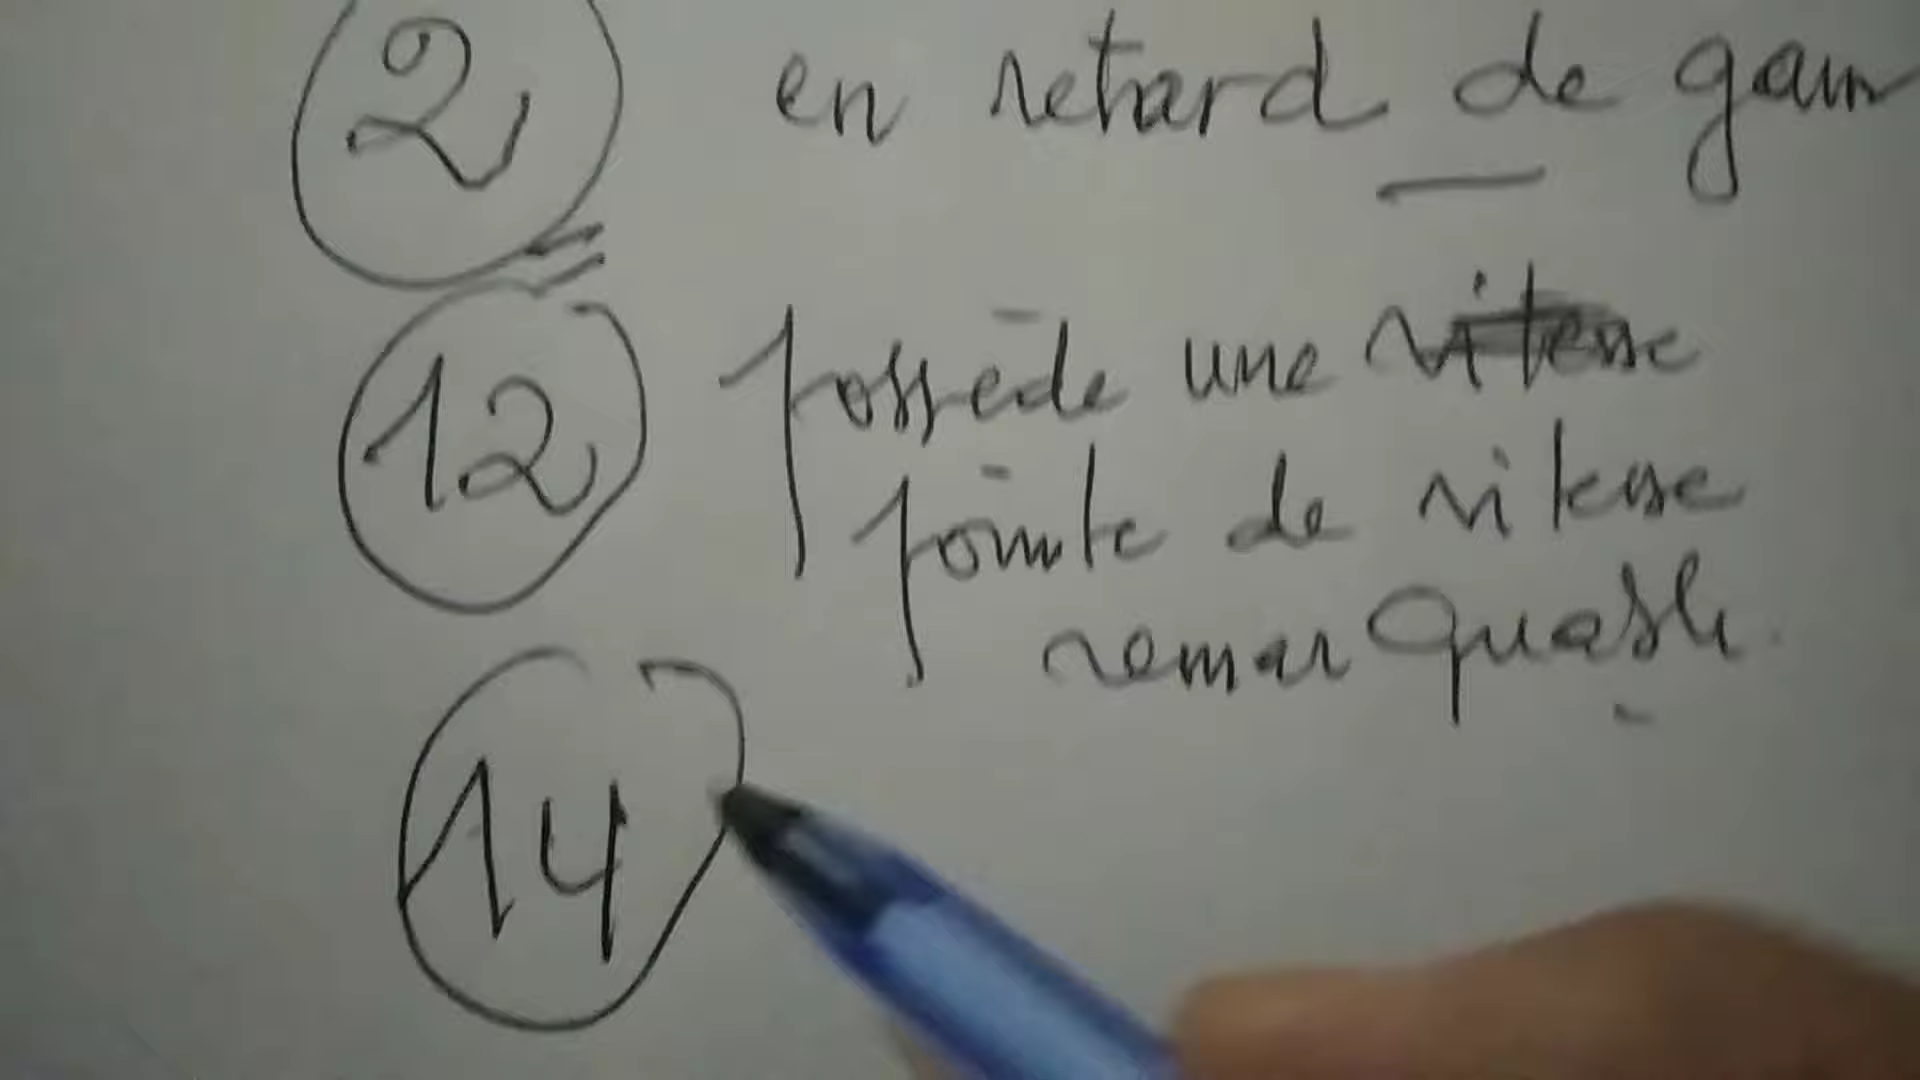 2 en retard de gain
12 possède une vitesse
pointe de vitesse
remarquable
14